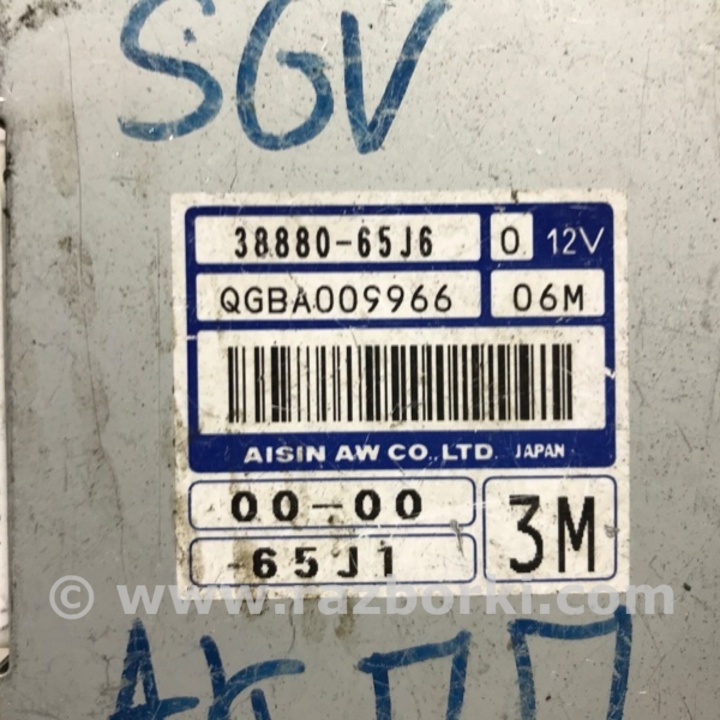 SGV
38880-65J6 0 12V
QGBA009966 06M
AISIN AW CO.,LTD. JAPAN
00-00
-65J1
3M
© www.razborki.com
АКПП